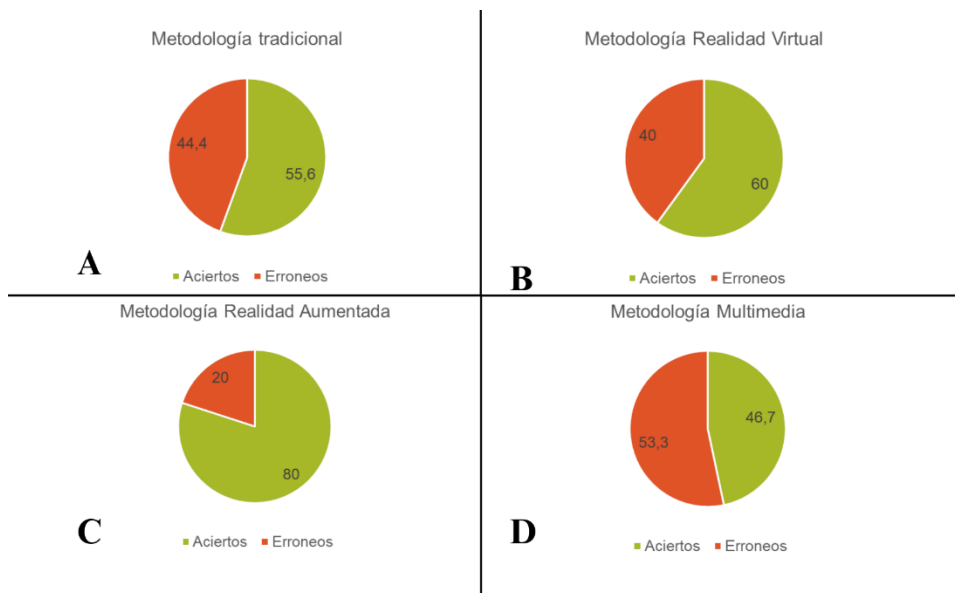 Metodología tradicional
44,4
55,6
A
Aciertos Erroneos
Metodología Realidad Virtual
40
60
B
Aciertos Erroneos
Metodología Realidad Aumentada
20
80
C
Aciertos Erroneos
Metodología Multimedia
46,7
53,3
D
Aciertos Erroneos